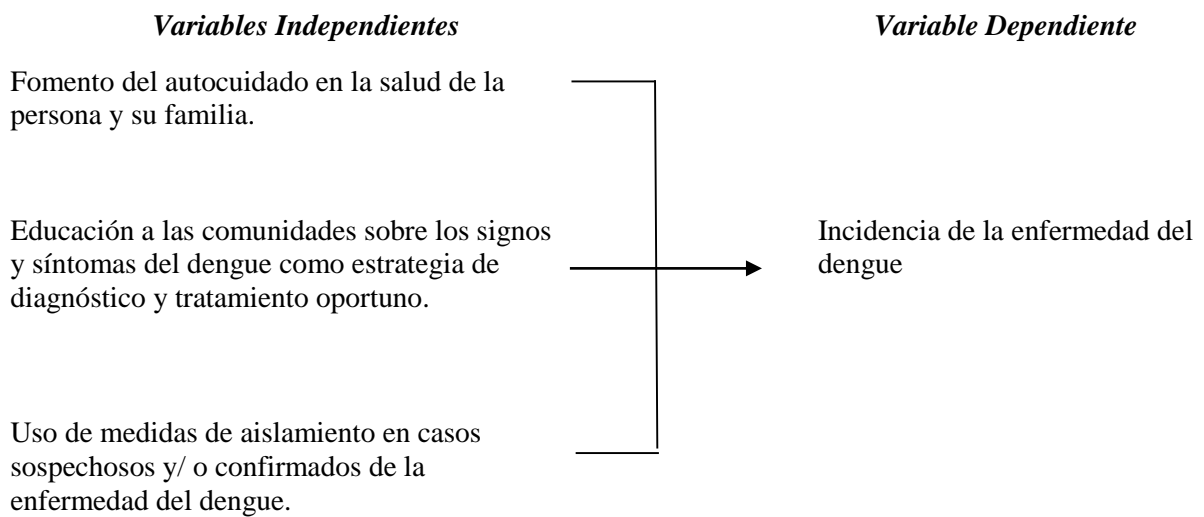 Variables Independientes
Variable Dependiente
Fomento del autocuidado en la salud de la
persona y su familia.
Educación a las comunidades sobre los signos
y síntomas del dengue como estrategia de
diagnóstico y tratamiento oportuno.
Incidencia de la enfermedad del
dengue
Uso de medidas de aislamiento en casos
sospechosos y/ o confirmados de la
enfermedad del dengue.